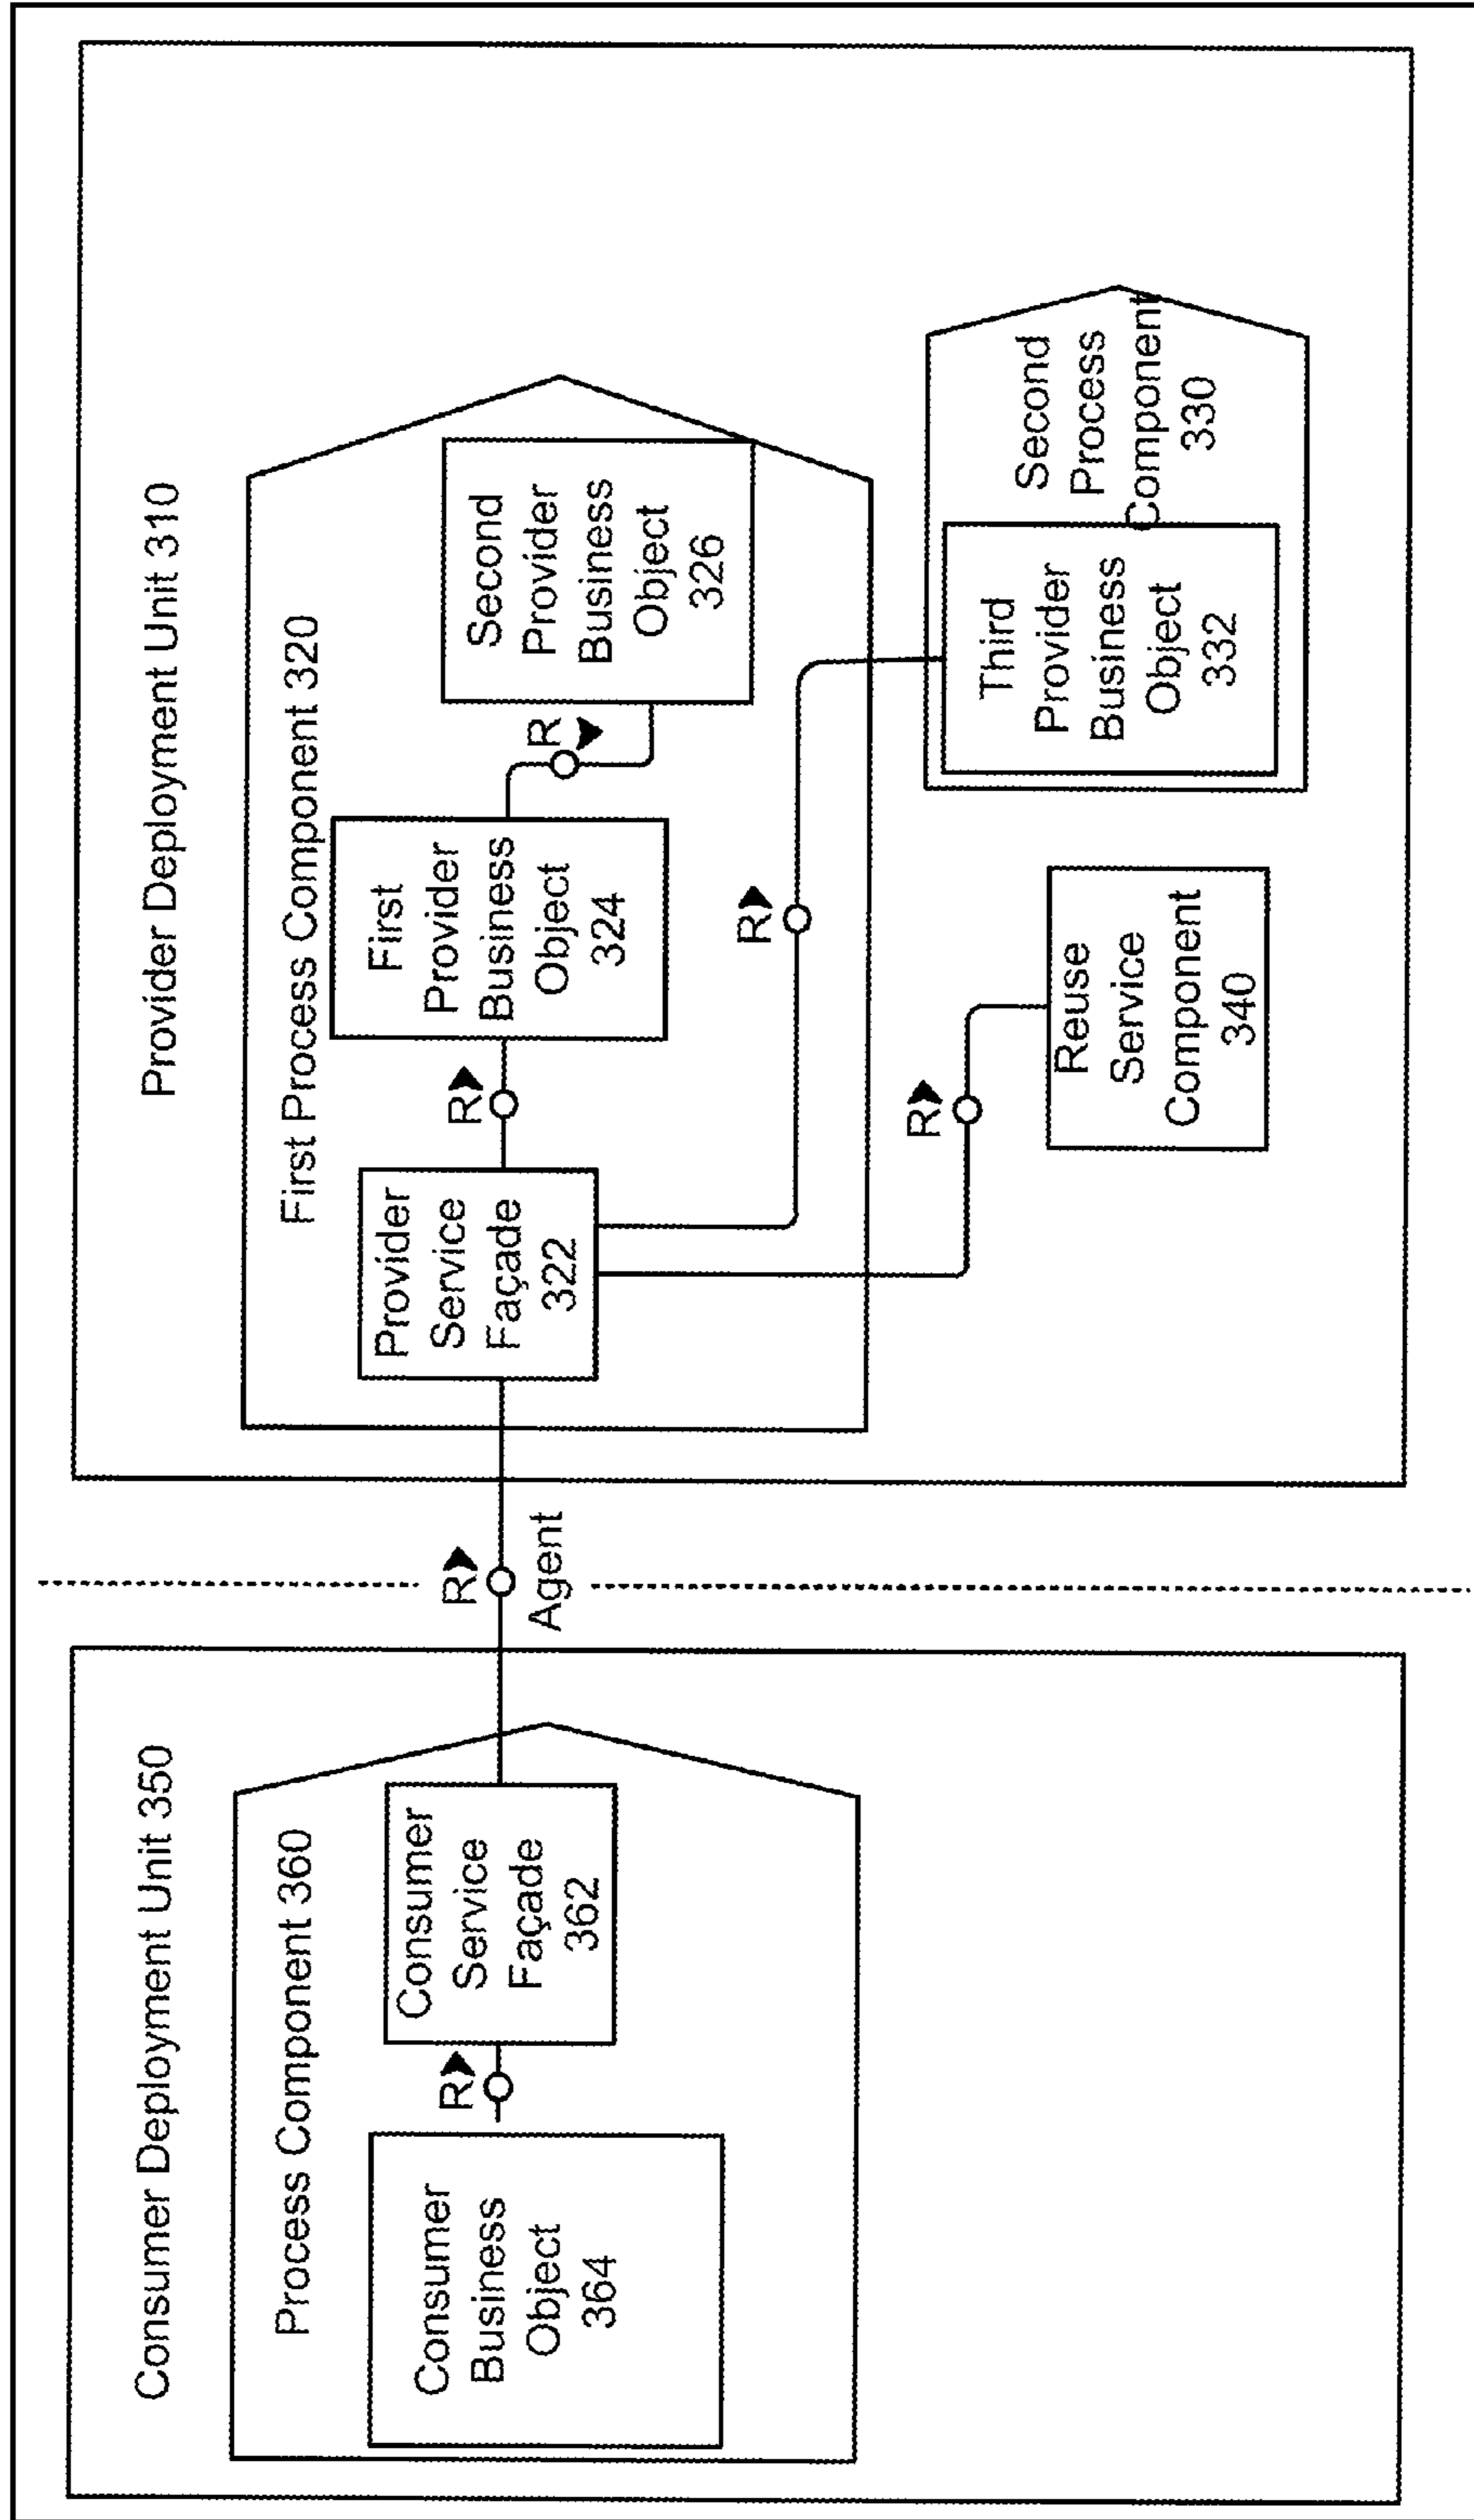 Consumer Deployment Unit 350
Process Component 360
Consumer
Business
Object
364
R
Consumer
Service
Façade
362
R
Agent
Provider Deployment Unit 310
First Process Component 320
Provider
Service
Façade
322
R
First
Provider
Business
Object
324
R
Second
Provider
Business
Object
326
R
R
Reuse
Service
Component
340
Third
Provider
Business
Object
332
Second
Process
Component
330